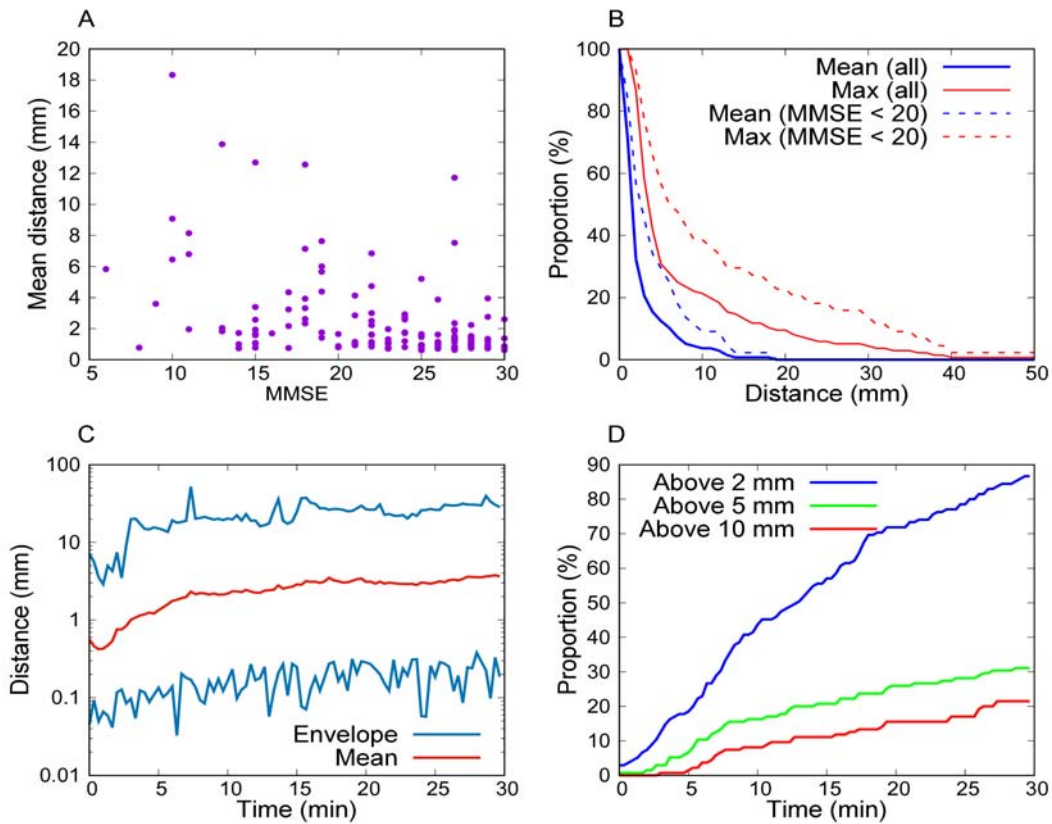 A
20
18
16
14
12
10
8
6
4
2
0
Mean distance (mm)
5 10 15 20 25 30
MMSE
B
100
80
60
40
20
0
Proportion (%)
Mean (all)
Max (all)
Mean (MMSE < 20)
Max (MMSE < 20)
0 10 20 30 40 50
Distance (mm)
C
100
10
1
0.1
0.01
Distance (mm)
Envelope
Mean
0 5 10 15 20 25 30
Time (min)
D
90
80
70
60
50
40
30
20
10
0
Proportion (%)
Above 2 mm
Above 5 mm
Above 10 mm
0 5 10 15 20 25 30
Time (min)